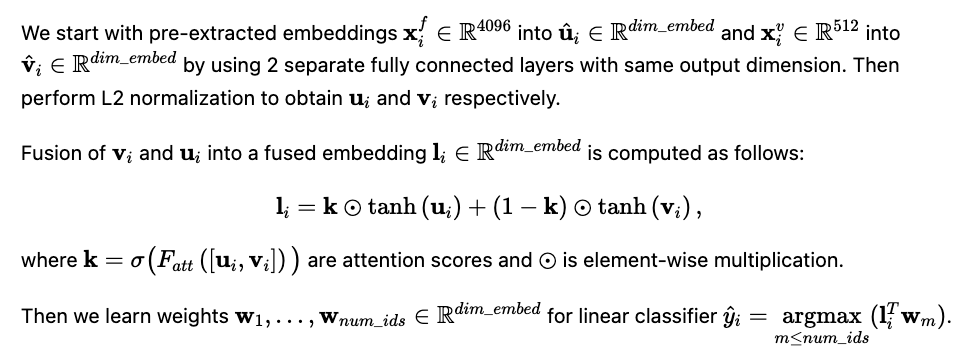 We start with pre-extracted embeddings $\mathbf{x}_i^f \in \mathbb{R}^{4096}$ into $\hat{\mathbf{u}}_i \in \mathbb{R}^{dim\_embed}$ and $\mathbf{x}_i^v \in \mathbb{R}^{512}$ into
$\hat{\mathbf{v}}_i \in \mathbb{R}^{dim\_embed}$ by using 2 separate fully connected layers with same output dimension. Then
perform L2 normalization to obtain $\mathbf{u}_i$ and $\mathbf{v}_i$ respectively.
Fusion of $\mathbf{v}_i$ and $\mathbf{u}_i$ into a fused embedding $\mathbf{l}_i \in \mathbb{R}^{dim\_embed}$ is computed as follows:
$\mathbf{l}_i = \mathbf{k} \odot \tanh(\mathbf{u}_i) + (1 - \mathbf{k}) \odot \tanh(\mathbf{v}_i),$
where $\mathbf{k} = \sigma(F_{att}([\mathbf{u}_i, \mathbf{v}_i]))$ are attention scores and $\odot$ is element-wise multiplication.
Then we learn weights $\mathbf{w}_1, \ldots, \mathbf{w}_{num\_ids} \in \mathbb{R}^{dim\_embed}$ for linear classifier $\hat{y}_i = \underset{m \leq num\_ids}{\operatorname{argmax}} (\mathbf{l}_i^T \mathbf{w}_m).$